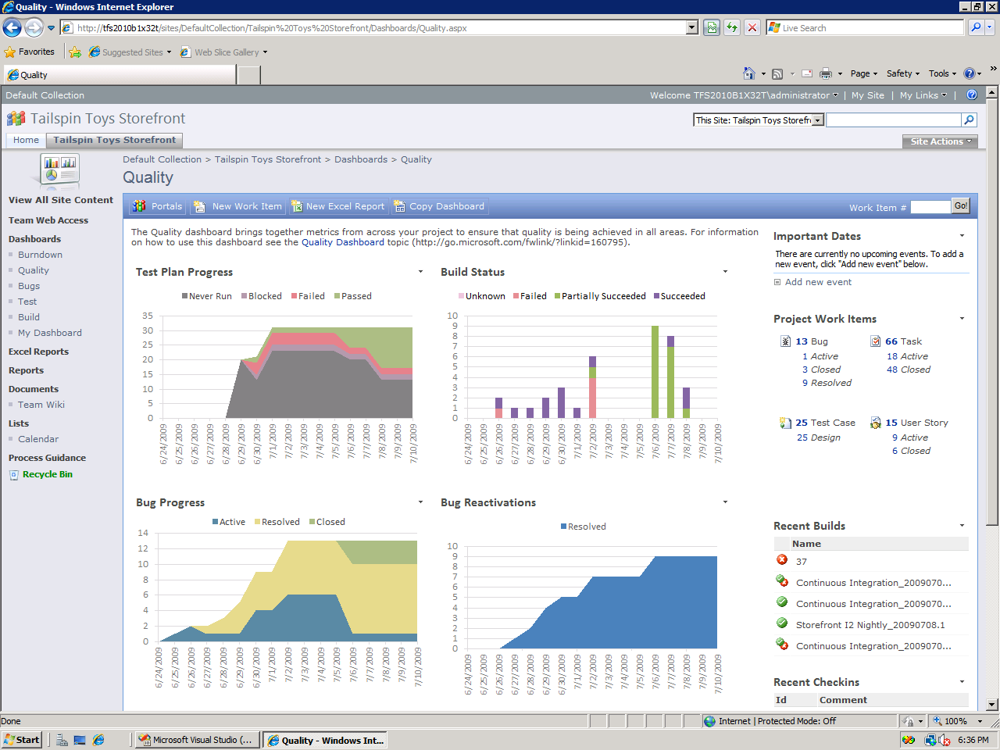 Quality - Windows Internet Explorer
http://tfs2010b1x32t/sites/DefaultCollection/Tailspin%20Toys%20Storefront/Dashboards/Quality.aspx
Live Search
Favorites Suggested Sites Web Slice Gallery
Quality
Page Safety Tools
Default Collection
Welcome TFS2010B1X32T\administrator | My Site | My Links |
Tailspin Toys Storefront
This Site: Tailspin Toys Storefr
Home Tailspin Toys Storefront
Site Actions
Default Collection > Tailspin Toys Storefront > Dashboards > Quality
Quality
View All Site Content
Team Web Access
Dashboards
Burndown
Quality
Bugs
Test
Build
My Dashboard
Excel Reports
Reports
Documents
Team Wiki
Lists
Calendar
Process Guidance
Recycle Bin
Portals New Work Item New Excel Report Copy Dashboard
Work Item # Go!
The Quality dashboard brings together metrics from across your project to ensure that quality is being achieved in all areas. For information
on how to use this dashboard see the Quality Dashboard topic (http://go.microsoft.com/fwlink/?linkid=160795).
Test Plan Progress
Never Run Blocked Failed Passed
35
30
25
20
15
10
5
0
6/24/2009 6/25/2009 6/26/2009 6/27/2009 6/28/2009 6/29/2009 6/30/2009 7/1/2009 7/2/2009 7/3/2009 7/4/2009 7/5/2009 7/6/2009 7/7/2009 7/8/2009 7/9/2009 7/10/2009
Build Status
Unknown Failed Partially Succeeded Succeeded
10
9
8
7
6
5
4
3
2
1
0
6/24/2009 6/25/2009 6/26/2009 6/27/2009 6/28/2009 6/29/2009 6/30/2009 7/1/2009 7/2/2009 7/3/2009 7/4/2009 7/5/2009 7/6/2009 7/7/2009 7/8/2009 7/9/2009 7/10/2009
Bug Progress
Active Resolved Closed
14
12
10
8
6
4
2
0
6/24/2009 6/25/2009 6/26/2009 6/27/2009 6/28/2009 6/29/2009 6/30/2009 7/1/2009 7/2/2009 7/3/2009 7/4/2009 7/5/2009 7/6/2009 7/7/2009 7/8/2009 7/9/2009 7/10/2009
Bug Reactivations
Resolved
10
9
8
7
6
5
4
3
2
1
0
6/24/2009 6/25/2009 6/26/2009 6/27/2009 6/28/2009 6/29/2009 6/30/2009 7/1/2009 7/2/2009 7/3/2009 7/4/2009 7/5/2009 7/6/2009 7/7/2009 7/8/2009 7/9/2009 7/10/2009
Important Dates
There are currently no upcoming events. To add a
new event, click "Add new event" below.
Add new event
Project Work Items
13 Bug
1 Active
3 Closed
9 Resolved
66 Task
18 Active
48 Closed
25 Test Case
25 Design
15 User Story
9 Active
6 Closed
Recent Builds
Name
37
Continuous Integration_2009070...
Continuous Integration_2009070...
Storefront I2 Nightly_20090708.1
Continuous Integration_2009070...
Recent Checkins
Id Comment
Done
Internet | Protected Mode: Off
100%
Start
Microsoft Visual Studio (...
Quality - Windows Int...
6:36 PM